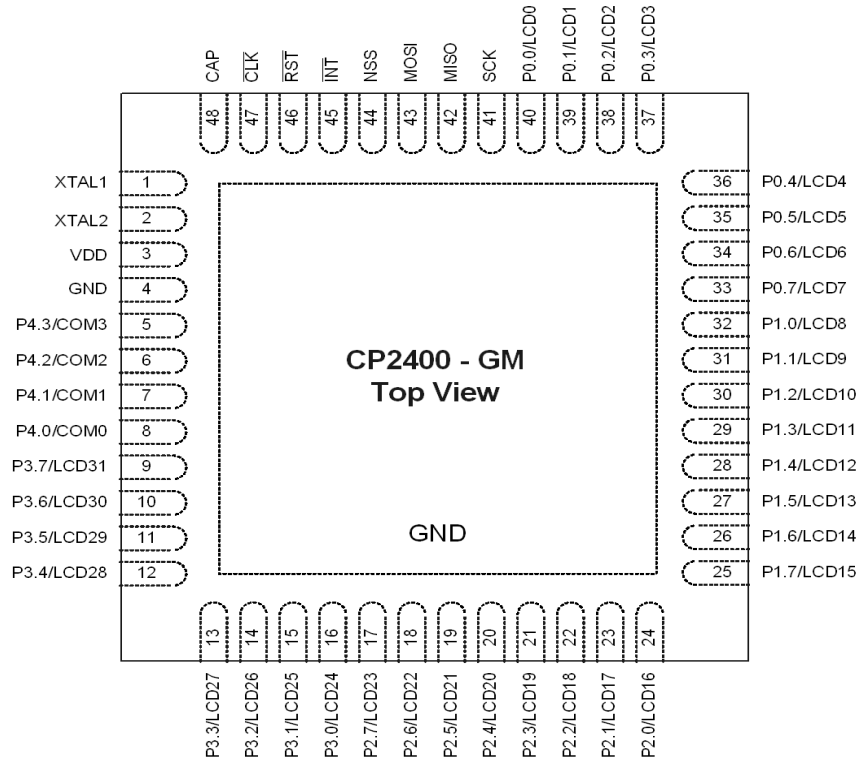 CAP
C̅L̅K̅
R̅S̅T̅
I̅N̅T̅
NSS
MOSI
MISO
SCK
P0.0/LCD0
P0.1/LCD1
P0.2/LCD2
P0.3/LCD3
48
47
46
45
44
43
42
41
40
39
38
37
XTAL1 1
XTAL2 2
VDD 3
GND 4
P4.3/COM3 5
P4.2/COM2 6
P4.1/COM1 7
P4.0/COM0 8
P3.7/LCD31 9
P3.6/LCD30 10
P3.5/LCD29 11
P3.4/LCD28 12
CP2400 - GM
Top View
GND
36 P0.4/LCD4
35 P0.5/LCD5
34 P0.6/LCD6
33 P0.7/LCD7
32 P1.0/LCD8
31 P1.1/LCD9
30 P1.2/LCD10
29 P1.3/LCD11
28 P1.4/LCD12
27 P1.5/LCD13
26 P1.6/LCD14
25 P1.7/LCD15
13
14
15
16
17
18
19
20
21
22
23
24
P3.3/LCD27
P3.2/LCD26
P3.1/LCD25
P3.0/LCD24
P2.7/LCD23
P2.6/LCD22
P2.5/LCD21
P2.4/LCD20
P2.3/LCD19
P2.2/LCD18
P2.1/LCD17
P2.0/LCD16